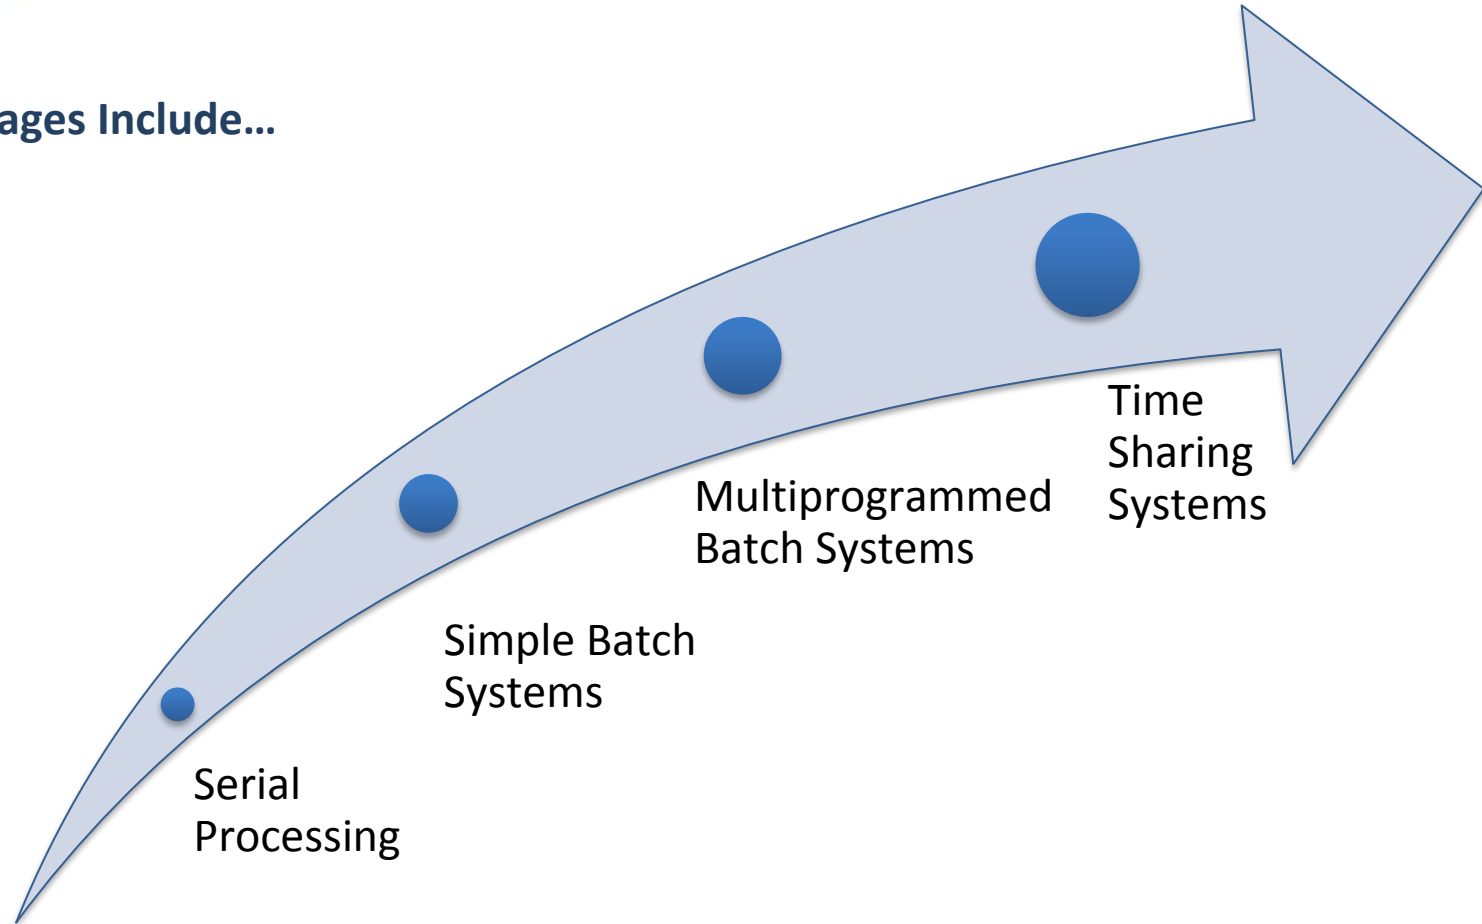 ages Include…
Time
Sharing
Systems
Multiprogrammed
Batch Systems
Simple Batch
Systems
Serial
Processing